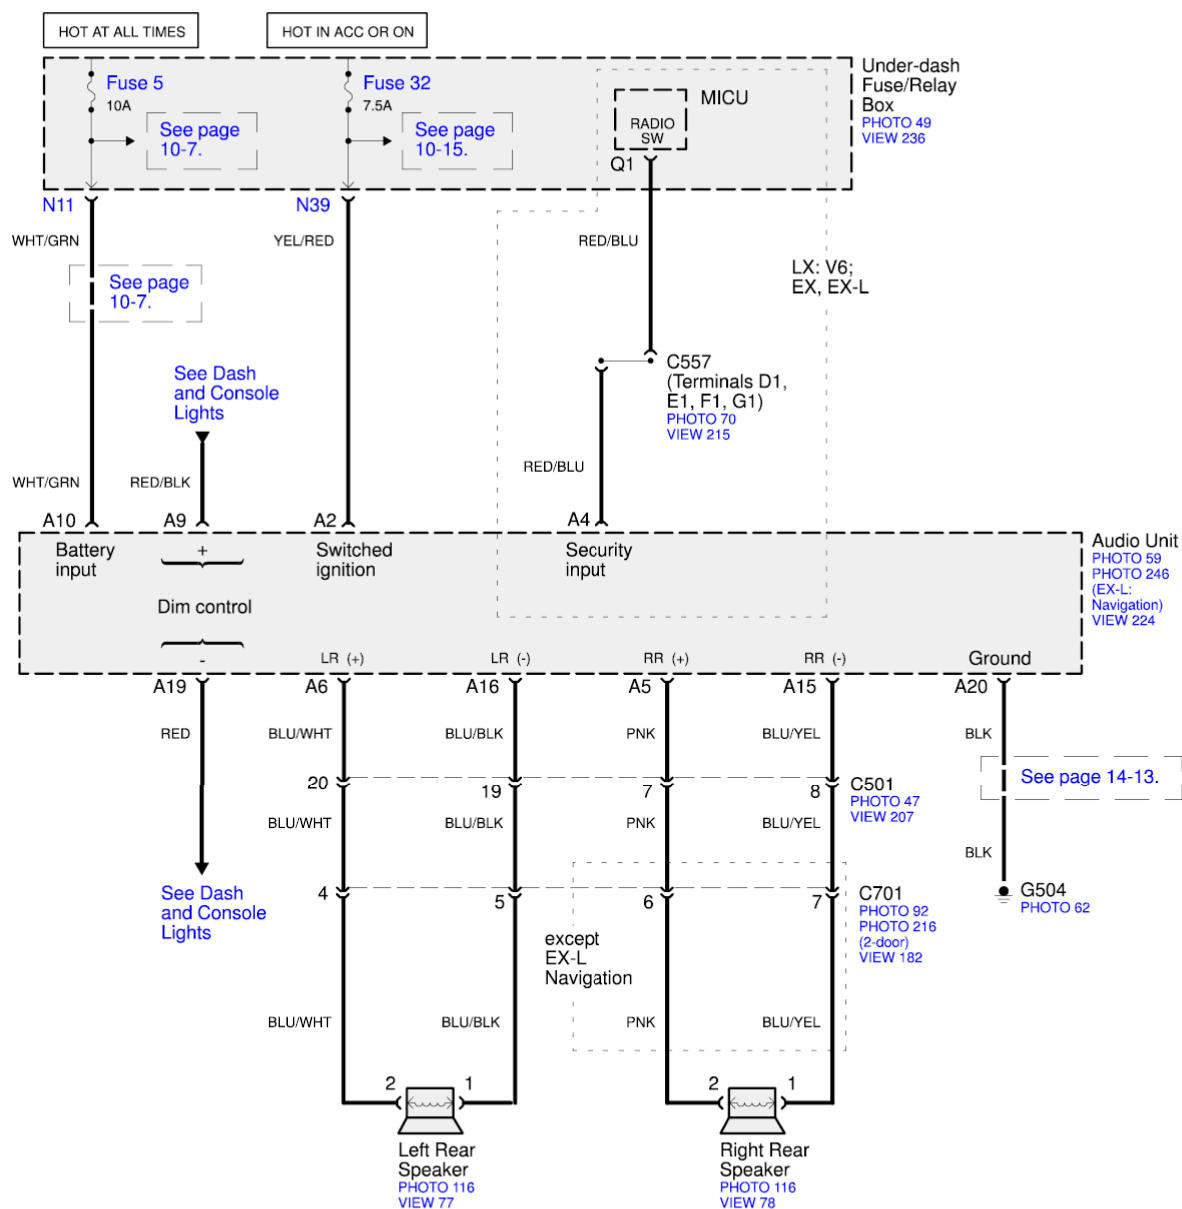 HOT AT ALL TIMES
HOT IN ACC OR ON
Fuse 5
10A
See page
10-7.
Fuse 32
7.5A
See page
10-15.
RADIO
SW
MICU
Q1
Under-dash
Fuse/Relay
Box
PHOTO 49
VIEW 236
N11
N39
WHT/GRN
YEL/RED
RED/BLU
See page
10-7.
LX: V6;
EX, EX-L
C557
(Terminals D1,
E1, F1, G1)
PHOTO 70
VIEW 215
See Dash
and Console
Lights
WHT/GRN
RED/BLK
RED/BLU
A10
A9
A2
A4
Battery
input
+
Switched
ignition
Security
input
Dim control
-
LR (+)
LR (-)
RR (+)
RR (-)
Ground
Audio Unit
PHOTO 59
PHOTO 246
(EX-L:
Navigation)
VIEW 224
A19
A6
A16
A5
A15
A20
RED
BLU/WHT
BLU/BLK
PNK
BLU/YEL
BLK
20
19
7
8
C501
PHOTO 47
VIEW 207
See page 14-13.
BLU/WHT
BLU/BLK
PNK
BLU/YEL
BLK
See Dash
and Console
Lights
4
5
6
7
C701
PHOTO 92
PHOTO 216
(2-door)
VIEW 182
G504
PHOTO 62
except
EX-L
Navigation
BLU/WHT
BLU/BLK
PNK
BLU/YEL
2
1
2
1
Left Rear
Speaker
PHOTO 116
VIEW 77
Right Rear
Speaker
PHOTO 116
VIEW 78